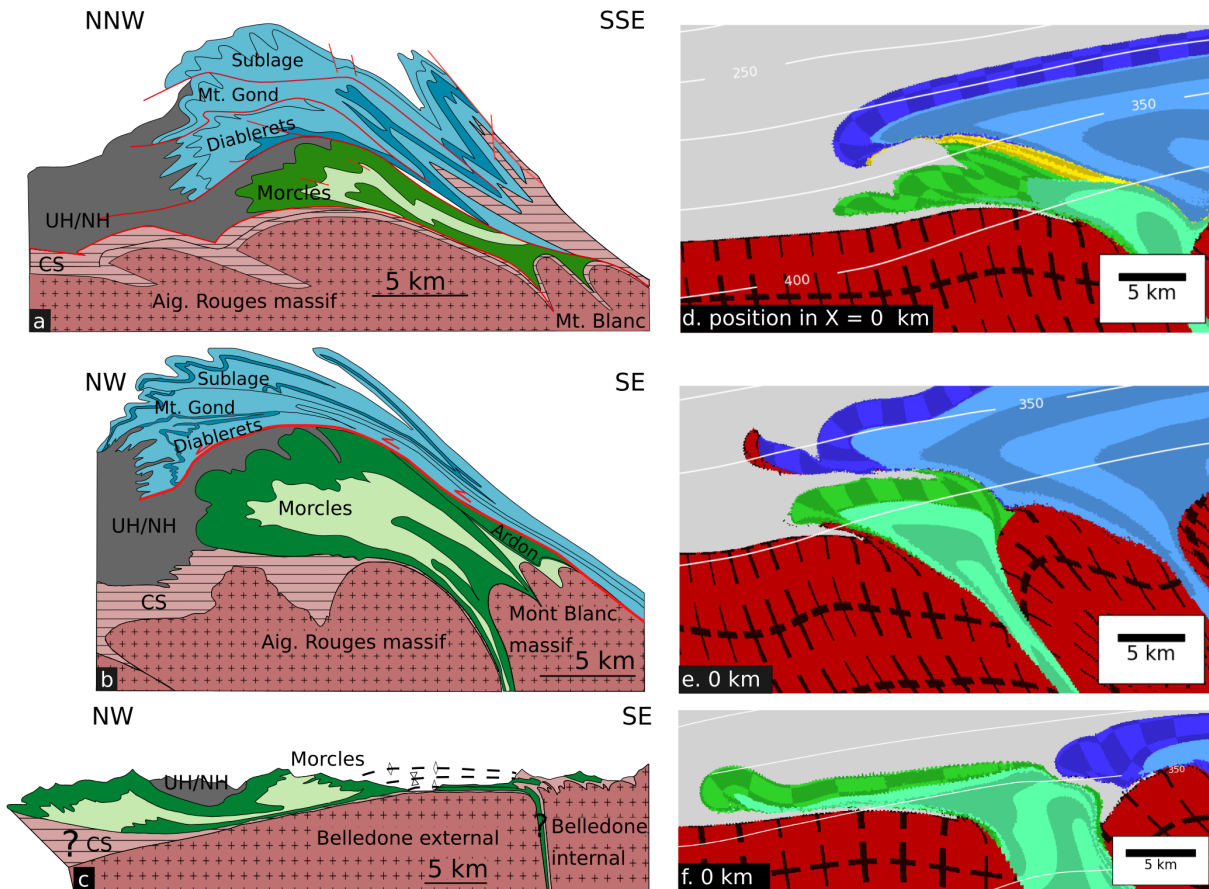 NNW
SSE
Sublage
Mt. Gond
Diablerets
Morcles
UH/NH
CS
Aig. Rouges massif
5 km
Mt. Blanc
a
250
350
400
5 km
d. position in X = 0 km
NW
SE
Sublage
Mt. Gond
Diablerets
Morcles
UH/NH
Ardon
CS
Mont Blanc
massif
Aig. Rouges massif
5 km
b
350
5 km
e. 0 km
NW
SE
Morcles
UH/NH
? CS
?
Belledone external
Belledone
internal
5 km
c
350
5 km
f. 0 km